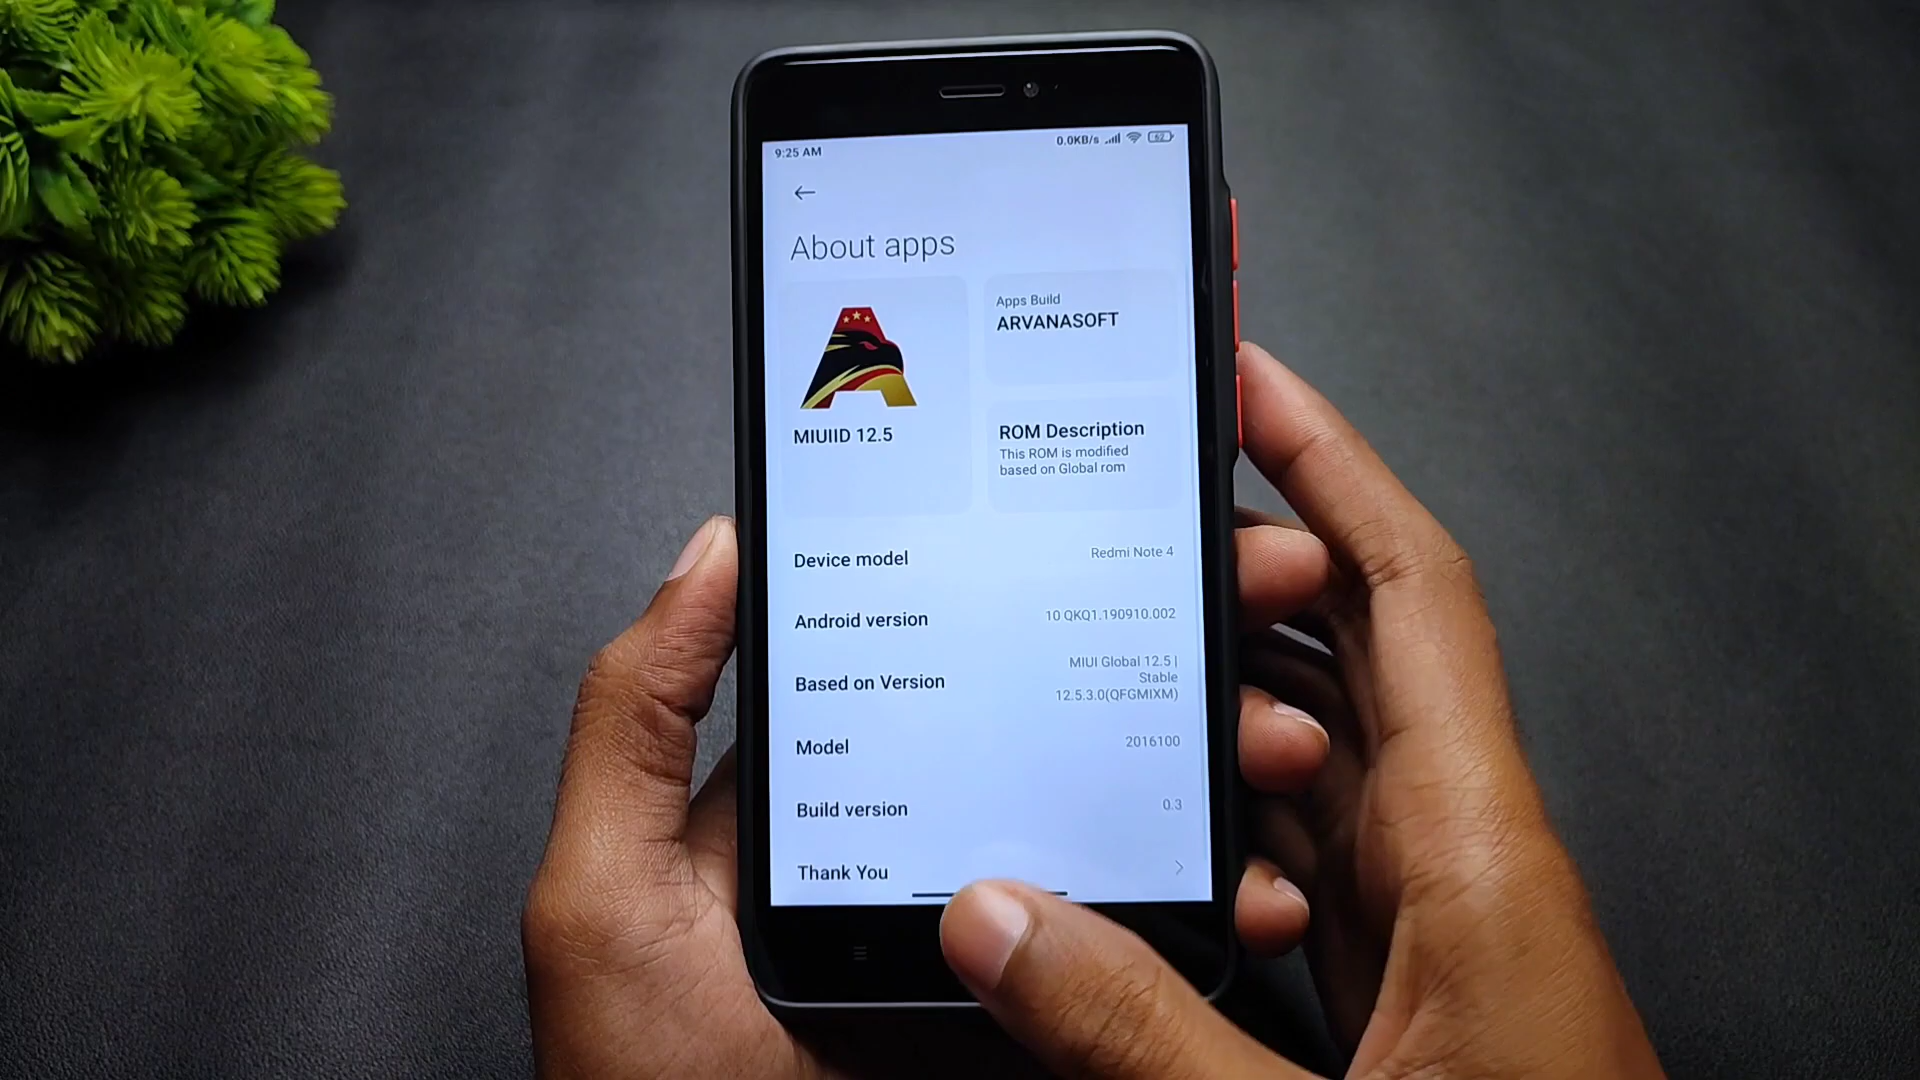 9:25 AM
0.0KB/s
62
About apps
MIUIID 12.5
Apps Build
ARVANASOFT
ROM Description
This ROM is modified
based on Global rom
Device model
Redmi Note 4
Android version
10 QKQ1.190910.002
Based on Version
MIUI Global 12.5 |
Stable
12.5.3.0(QFGMIXM)
Model
2016100
Build version
0.3
Thank You